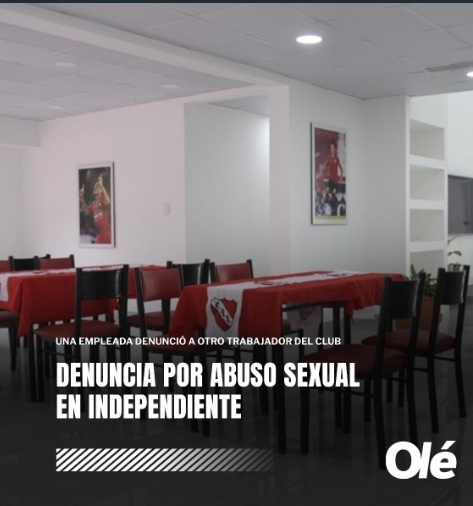 UNA EMPLEADA DENUNCIÓ A OTRO TRABAJADOR DEL CLUB
DENUNCIA POR ABUSO SEXUAL
EN INDEPENDIENTE
Olé